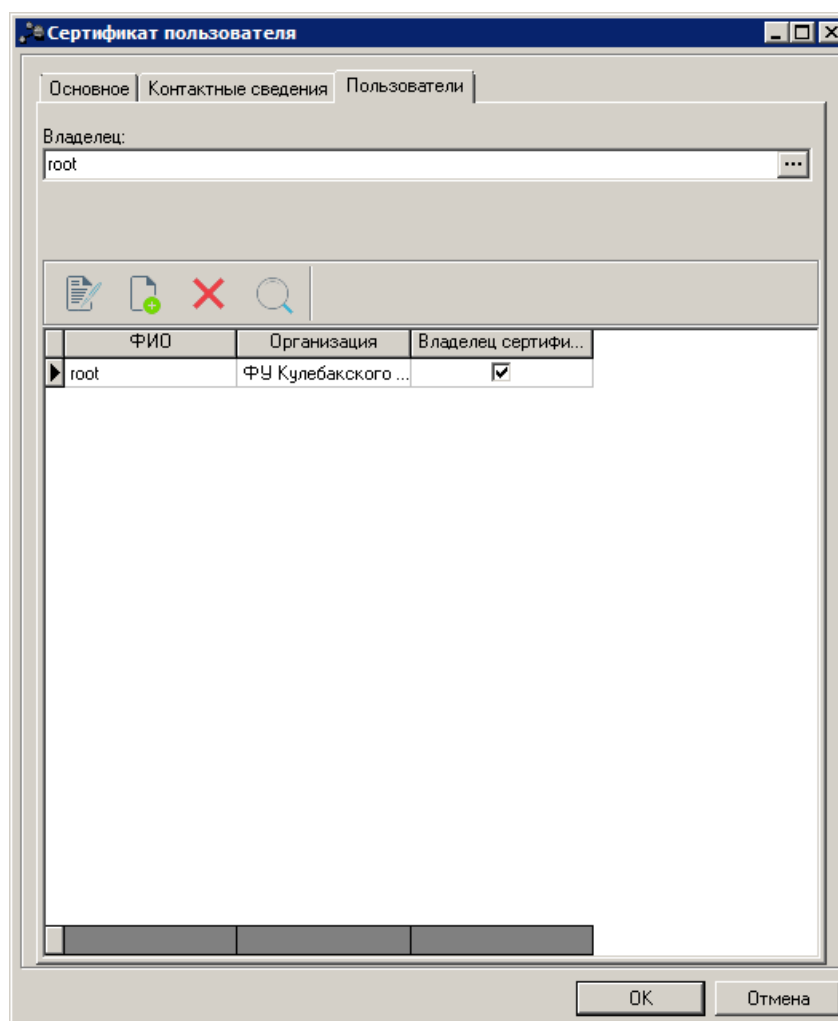 Сертификат пользователя
Основное Контактные сведения Пользователи
Владелец:
root ...
ФИО Организация Владелец сертифи...
root ФУ Кулебакского ...
OK Отмена